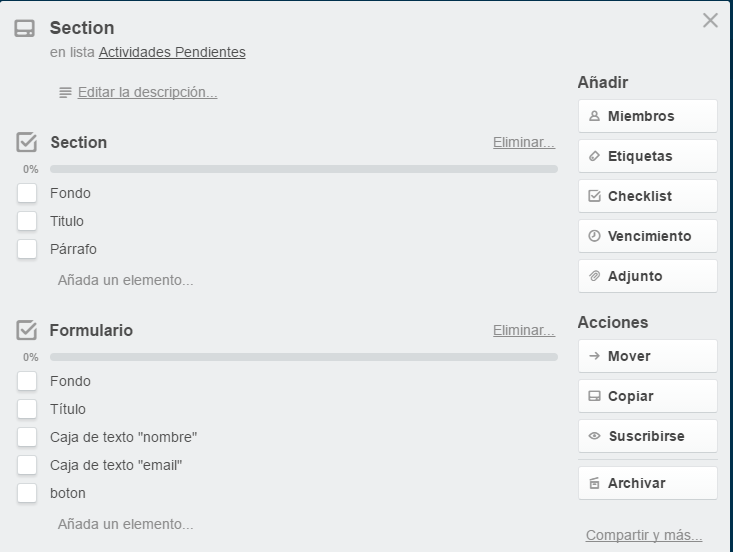 Section
en lista Actividades Pendientes
Editar la descripción...
Section
Eliminar...
0%
Fondo
Titulo
Párrafo
Añada un elemento...
Formulario
Eliminar...
0%
Fondo
Título
Caja de texto "nombre"
Caja de texto "email"
boton
Añada un elemento...
Añadir
Miembros
Etiquetas
Checklist
Vencimiento
Adjunto
Acciones
Mover
Copiar
Suscribirse
Archivar
Compartir y más...